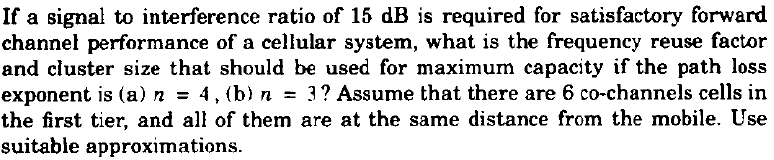 If a signal to interference ratio of 15 dB is required for satisfactory forward
channel performance of a cellular system, what is the frequency reuse factor
and cluster size that should be used for maximum capacity if the path loss
exponent is (a) n = 4, (b) n = 3? Assume that there are 6 co-channels cells in
the first tier, and all of them are at the same distance from the mobile. Use
suitable approximations.